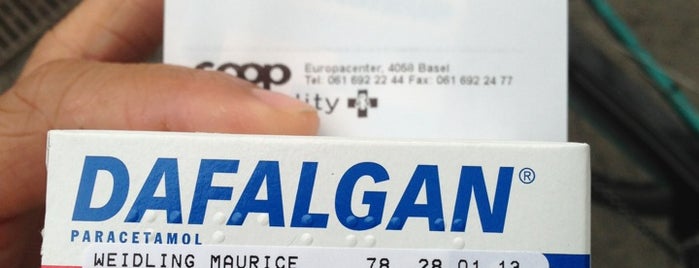 coop
Europacenter, 4058 Basel
Tel: 061 692 22 44 Fax: 061 692 24 77
lity
DAFALGAN®
PARACETAMOL
WEIDLING MAURICE 78 28.01.13